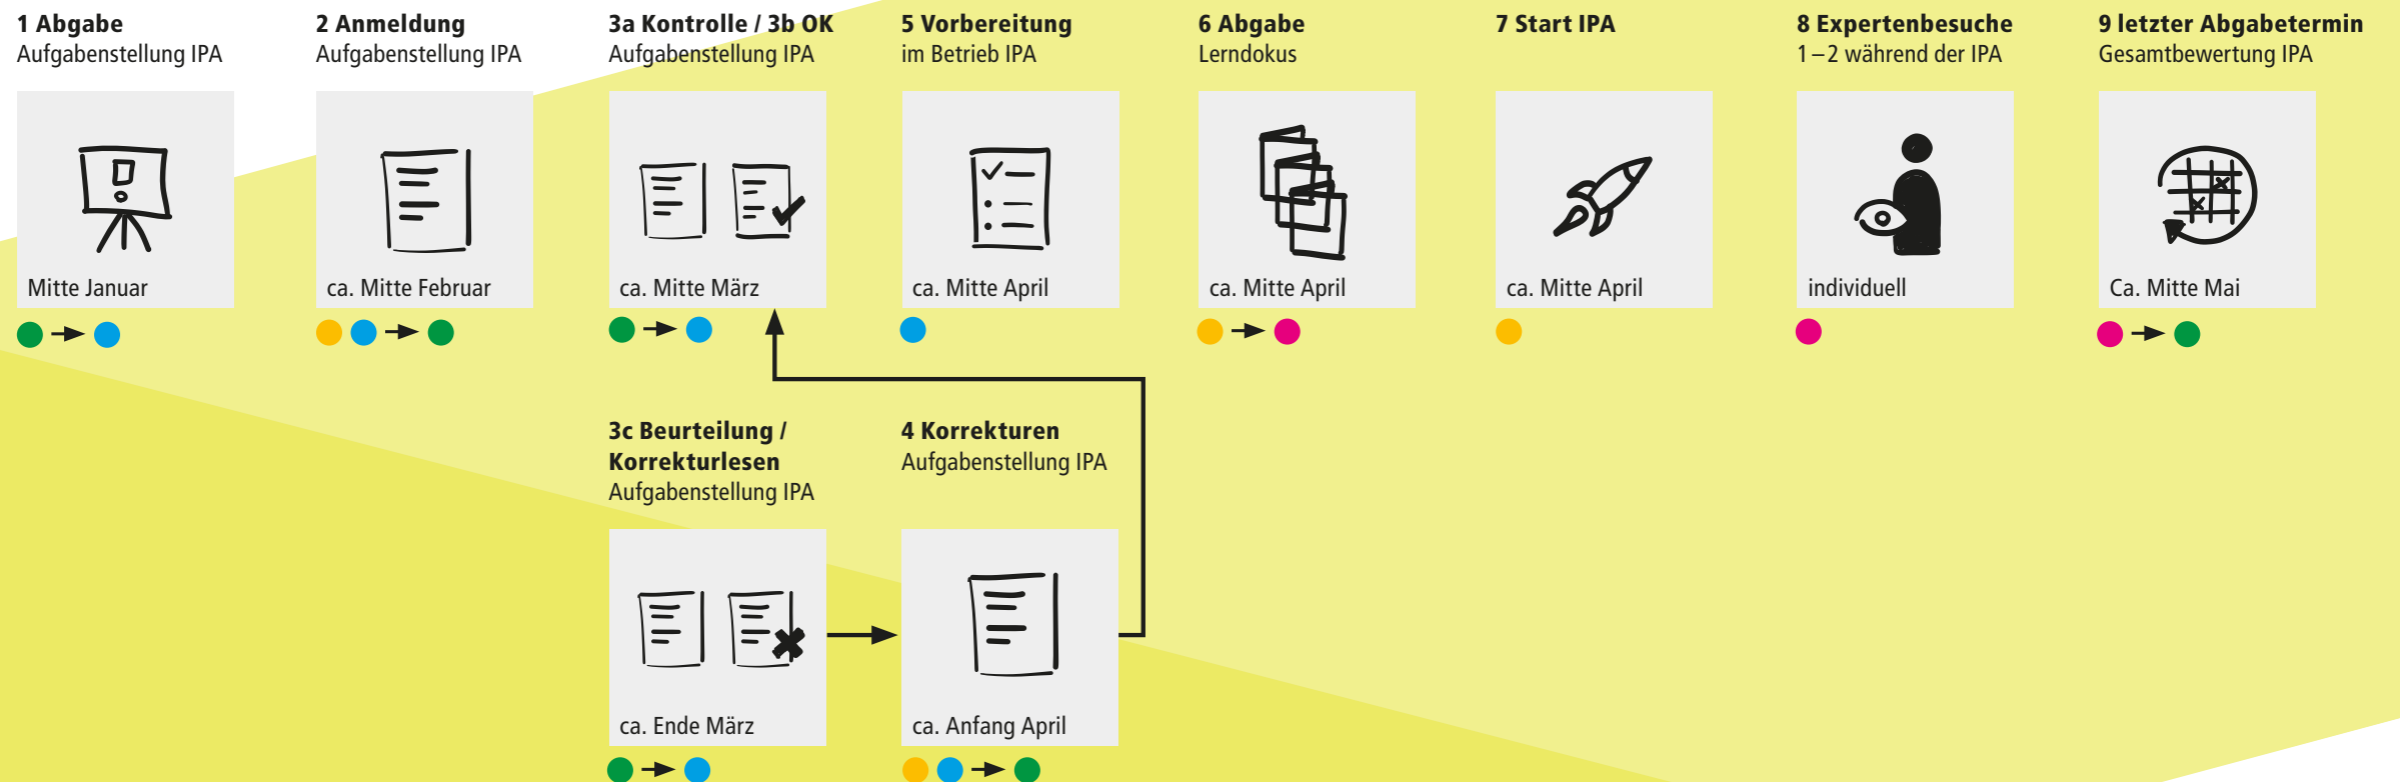 1 Abgabe
Aufgabenstellung IPA
Mitte Januar
2 Anmeldung
Aufgabenstellung IPA
ca. Mitte Februar
3a Kontrolle / 3b OK
Aufgabenstellung IPA
ca. Mitte März
5 Vorbereitung
im Betrieb IPA
ca. Mitte April
6 Abgabe
Lerndokus
ca. Mitte April
7 Start IPA
ca. Mitte April
8 Expertenbesuche
1–2 während der IPA
individuell
9 letzter Abgabetermin
Gesamtbewertung IPA
Ca. Mitte Mai
3c Beurteilung /
Korrekturlesen
Aufgabenstellung IPA
ca. Ende März
4 Korrekturen
Aufgabenstellung IPA
ca. Anfang April